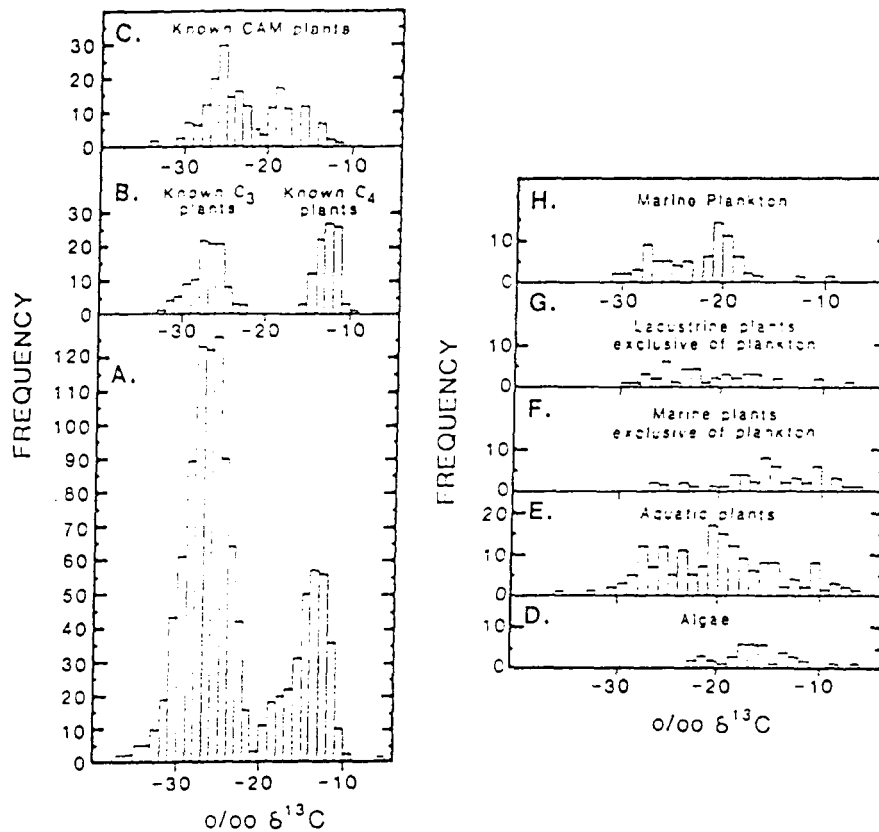 C. Known CAM plants
30
20
10
0
-30 -20 -10
B. Known C3 plants Known C4 plants
30
20
10
0
-30 -20 -10
A.
120
110
100
90
80
70
60
50
40
30
20
10
0
-30 -20 -10
o/oo δ13C
FREQUENCY
H. Marine Plankton
10
0
-30 -20 -10
G. Lacustrine plants
exclusive of plankton
10
0
F. Marine plants
exclusive of plankton
10
0
E. Aquatic plants
20
10
0
D. Algae
10
0
-30 -20 -10
o/oo δ13C
FREQUENCY